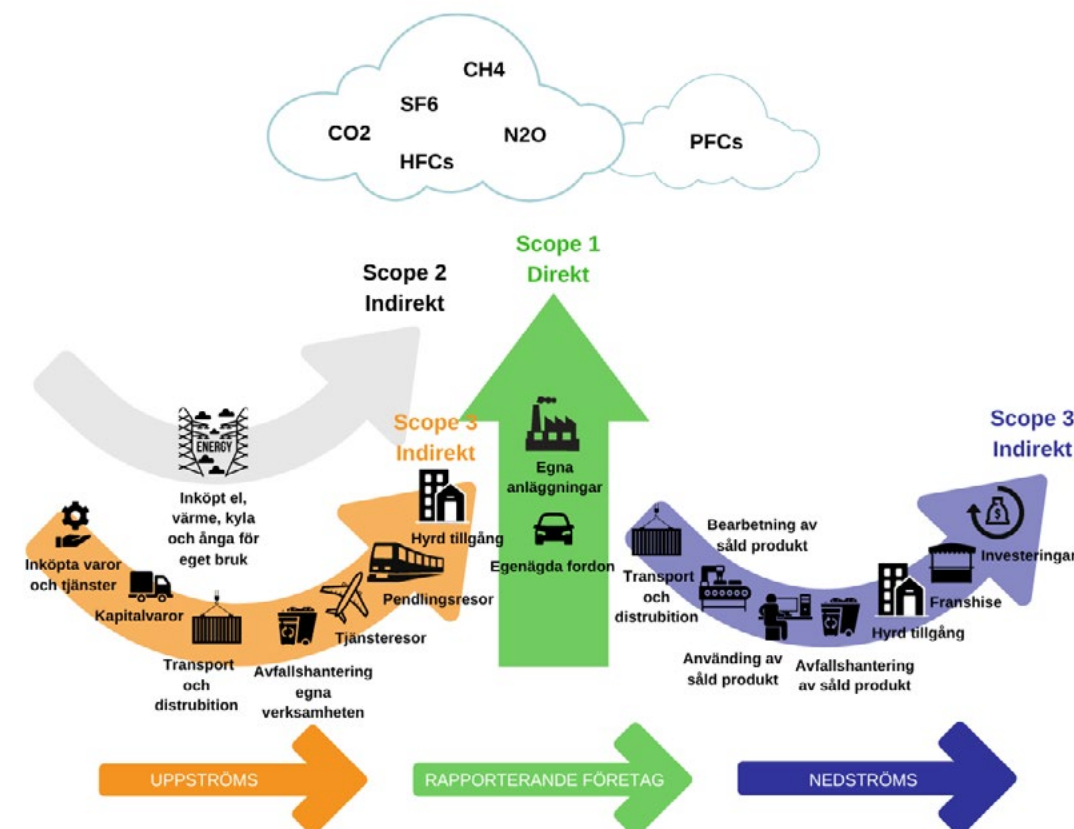 CH4
SF6
CO2
N2O
HFCs
PFCs
Scope 1
Direkt
Scope 2
Indirekt
Scope 3
Indirekt
Scope 3
Indirekt
ENERGY
Inköpt el,
värme, kyla
och ånga för
eget bruk
Egna
anläggningar
Egenägda fordon
Inköpta varor
och tjänster
Kapitalvaror
Transport
och
distrubition
Avfallshantering
egna
verksamheten
Tjänsteresor
Pendlingsresor
Hyrd tillgång
Transport
och
distrubition
Bearbetning av
såld produkt
Använding av
såld produkt
Avfallshantering
av såld produkt
Hyrd tillgång
Franshise
$
Investeringar
UPPSTRÖMS
RAPPORTERANDE FÖRETAG
NEDSTRÖMS